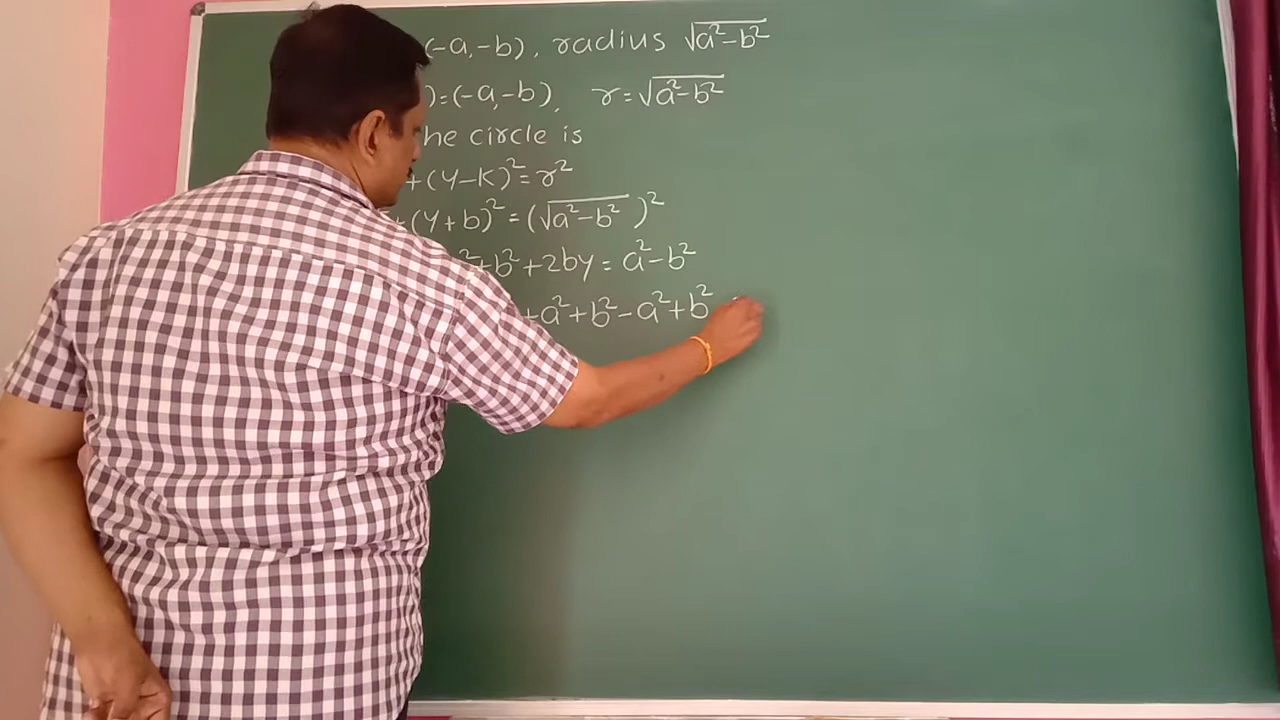 (-a,-b), radius √(a²-b²)
)=(-a,-b), r=√(a²-b²)
he circle is
+(y-k)²=r²
+(y+b)²=(√(a²-b²))²
²+b²+2by=a²-b²
+a²+b²-a²+b²